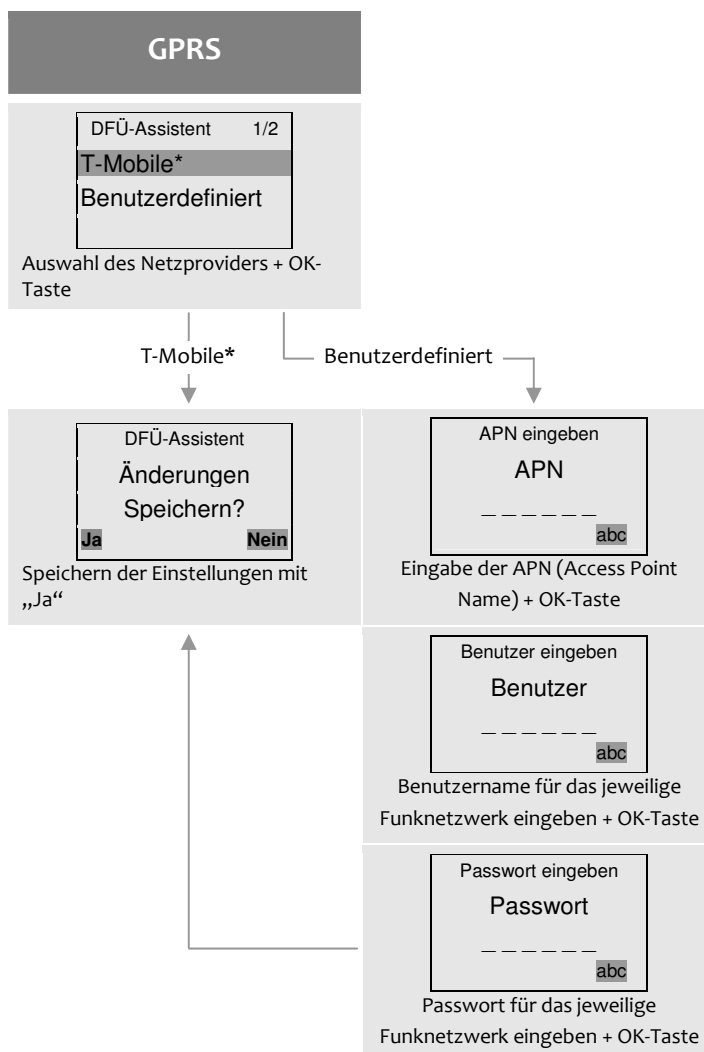 GPRS
DFÜ-Assistent 1/2
T-Mobile*
Benutzerdefiniert
Auswahl des Netzproviders + OK-
Taste
T-Mobile* Benutzerdefiniert
DFÜ-Assistent
Änderungen
Speichern?
Ja Nein
Speichern der Einstellungen mit
„Ja“
APN eingeben
APN
_ _ _ _ _ _
abc
Eingabe der APN (Access Point
Name) + OK-Taste
Benutzer eingeben
Benutzer
_ _ _ _ _ _
abc
Benutzername für das jeweilige
Funknetzwerk eingeben + OK-Taste
Passwort eingeben
Passwort
_ _ _ _ _ _
abc
Passwort für das jeweilige
Funknetzwerk eingeben + OK-Taste